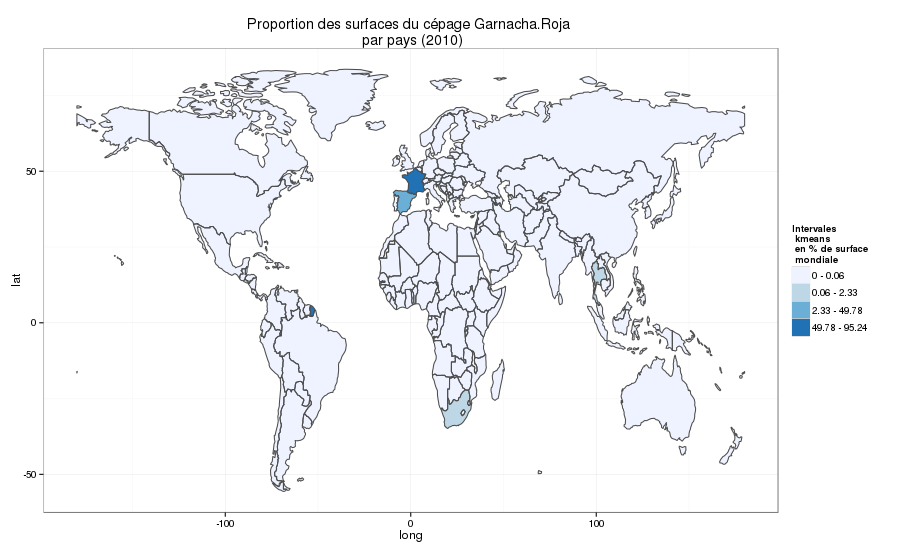 Proportion des surfaces du cépage Garnacha.Roja
par pays (2010)
50
0
-50
lat
-100
0
100
long
Intervales
kmeans
en % de surface
mondiale
0 - 0.06
0.06 - 2.33
2.33 - 49.78
49.78 - 95.24